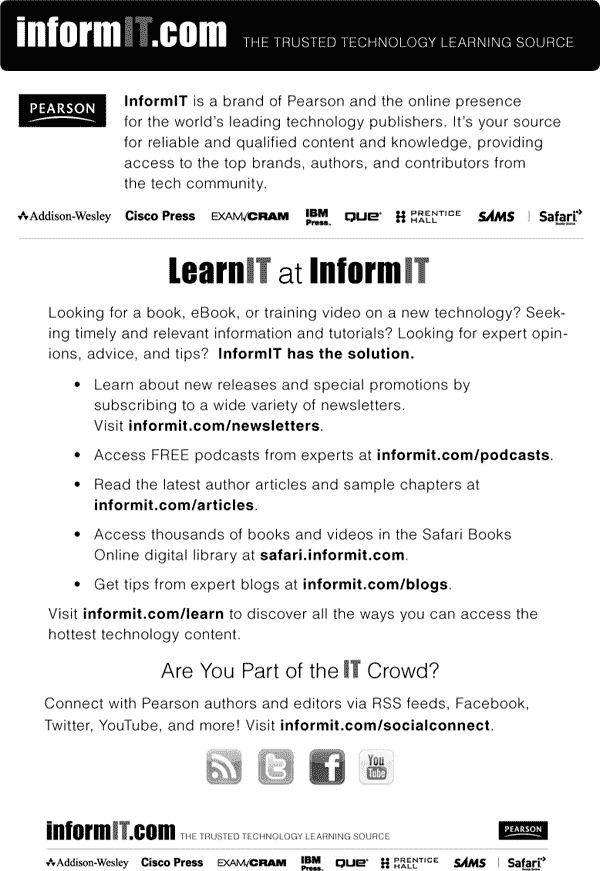 informIT.com THE TRUSTED TECHNOLOGY LEARNING SOURCE
PEARSON
InformIT is a brand of Pearson and the online presence
for the world's leading technology publishers. It's your source
for reliable and qualified content and knowledge, providing
access to the top brands, authors, and contributors from
the tech community.
Addison-Wesley Cisco Press EXAM/CRAM IBM Press. QUE PRENTICE HALL SAMS | Safari Books Online
LearnIT at InformIT
Looking for a book, eBook, or training video on a new technology? Seek-
ing timely and relevant information and tutorials? Looking for expert opin-
ions, advice, and tips? InformIT has the solution.
• Learn about new releases and special promotions by
subscribing to a wide variety of newsletters.
Visit informit.com/newsletters.
• Access FREE podcasts from experts at informit.com/podcasts.
• Read the latest author articles and sample chapters at
informit.com/articles.
• Access thousands of books and videos in the Safari Books
Online digital library at safari.informit.com.
• Get tips from expert blogs at informit.com/blogs.
Visit informit.com/learn to discover all the ways you can access the
hottest technology content.
Are You Part of the IT Crowd?
Connect with Pearson authors and editors via RSS feeds, Facebook,
Twitter, YouTube, and more! Visit informit.com/socialconnect.
t f You Tube
informIT.com THE TRUSTED TECHNOLOGY LEARNING SOURCE PEARSON
Addison-Wesley Cisco Press EXAM/CRAM IBM Press. QUE PRENTICE HALL SAMS | Safari Books Online